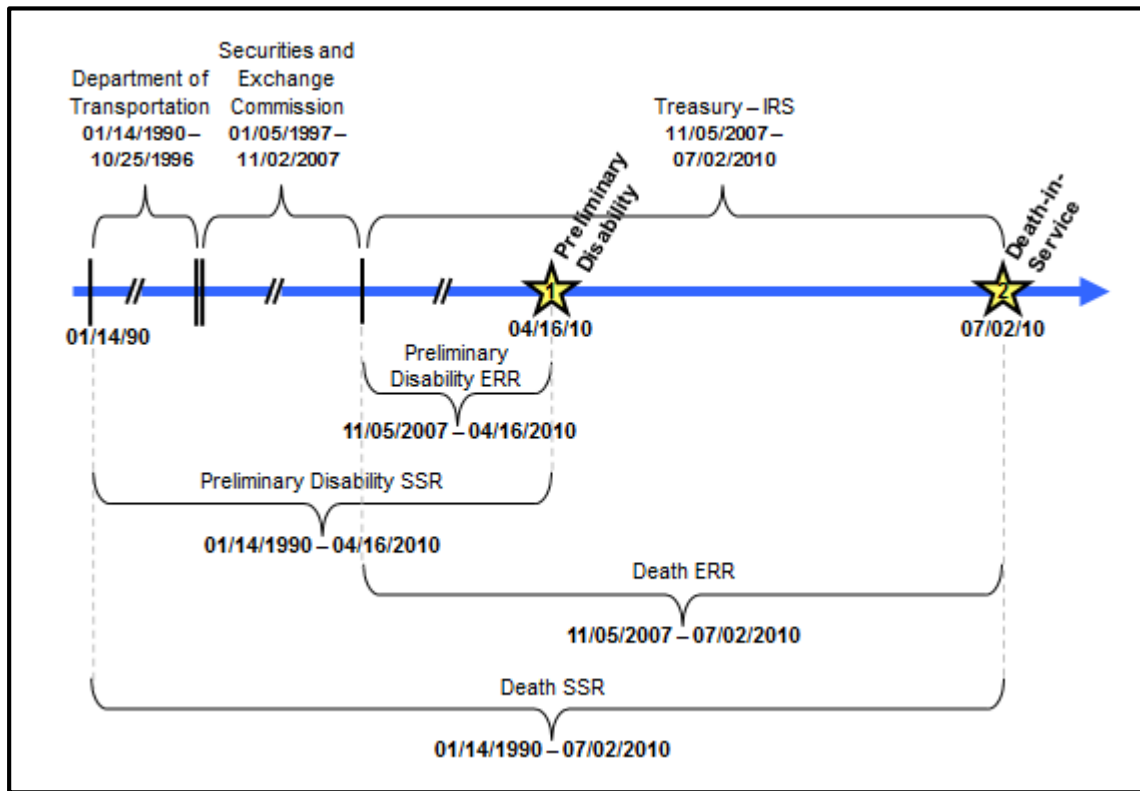 Department of
Transportation
01/14/1990 –
10/25/1996
Securities and
Exchange
Commission
01/05/1997 –
11/02/2007
Treasury – IRS
11/05/2007 –
07/02/2010
Preliminary
Disability
Death-in-
Service
1
2
01/14/90
04/16/10
07/02/10
Preliminary
Disability ERR
11/05/2007 – 04/16/2010
Preliminary Disability SSR
01/14/1990 – 04/16/2010
Death ERR
11/05/2007 – 07/02/2010
Death SSR
01/14/1990 – 07/02/2010